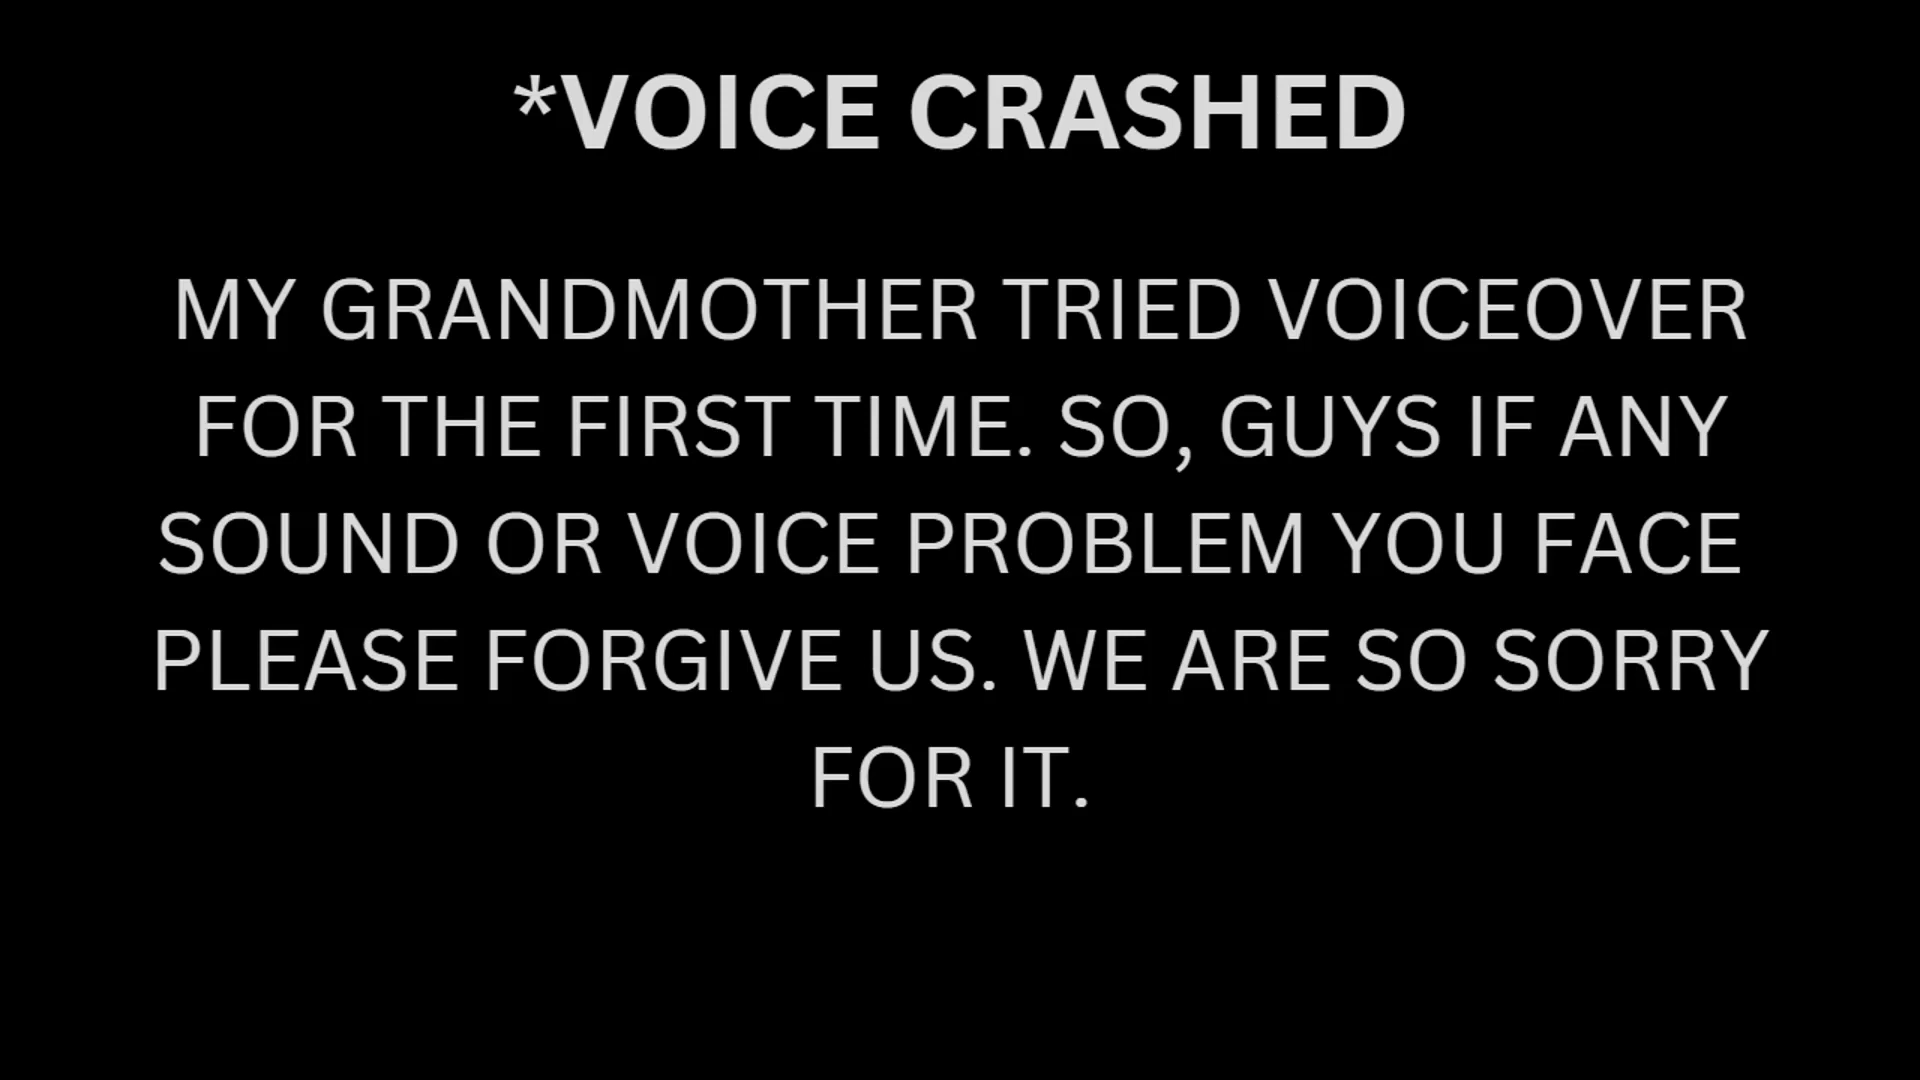 *VOICE CRASHED
MY GRANDMOTHER TRIED VOICEOVER
FOR THE FIRST TIME. SO, GUYS IF ANY
SOUND OR VOICE PROBLEM YOU FACE
PLEASE FORGIVE US. WE ARE SO SORRY
FOR IT.